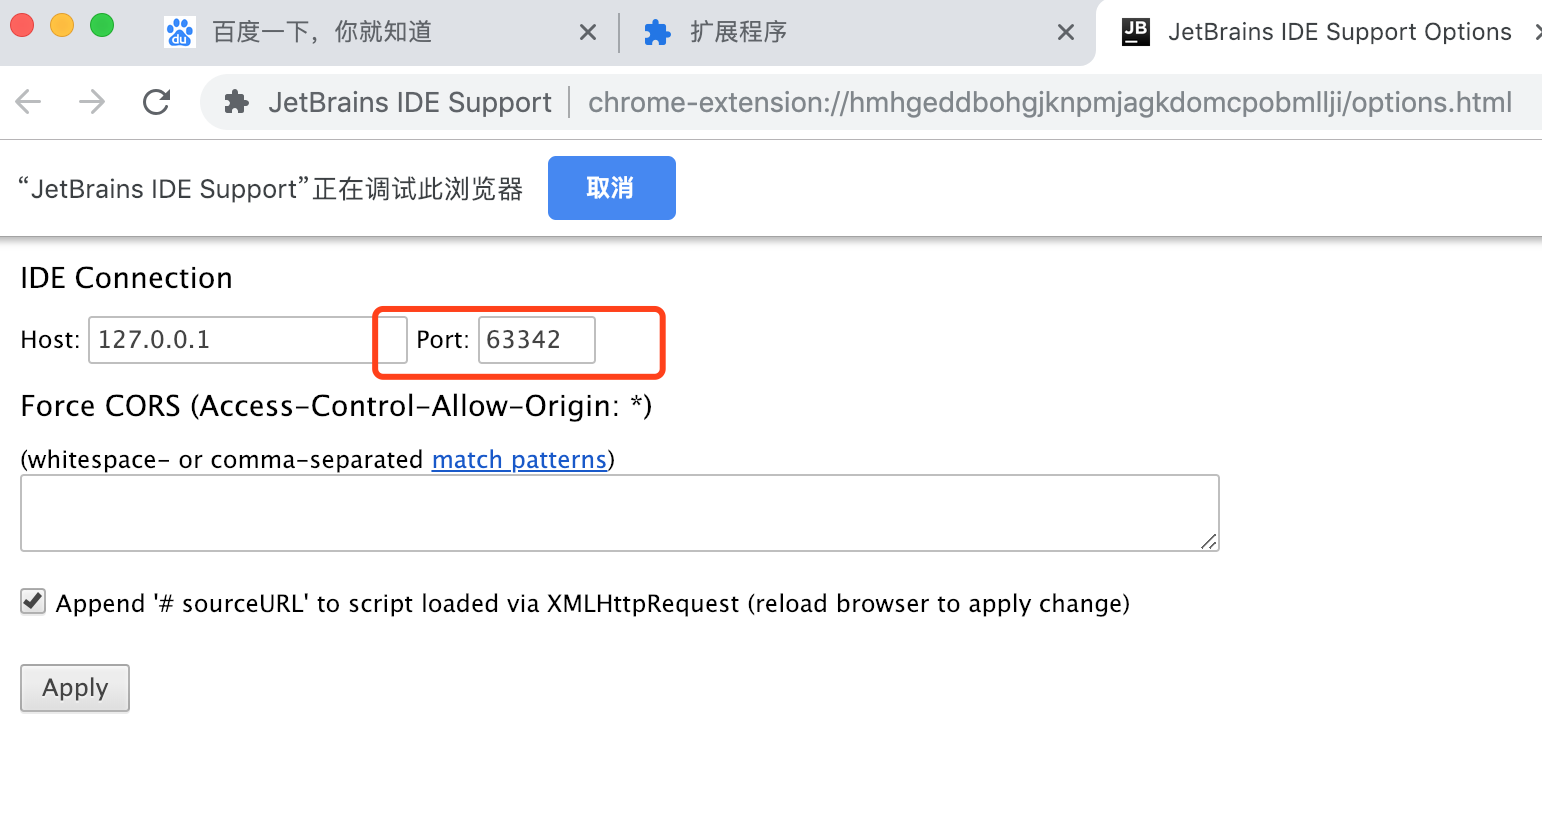 百度一下，你就知道
扩展程序
JB JetBrains IDE Support Options
JetBrains IDE Support chrome-extension://hmhgeddbohgjknpmjagkdomcpobmllji/options.html
“JetBrains IDE Support”正在调试此浏览器 取消
IDE Connection
Host: 127.0.0.1 Port: 63342
Force CORS (Access-Control-Allow-Origin: *)
(whitespace- or comma-separated match patterns)
Append '# sourceURL' to script loaded via XMLHttpRequest (reload browser to apply change)
Apply